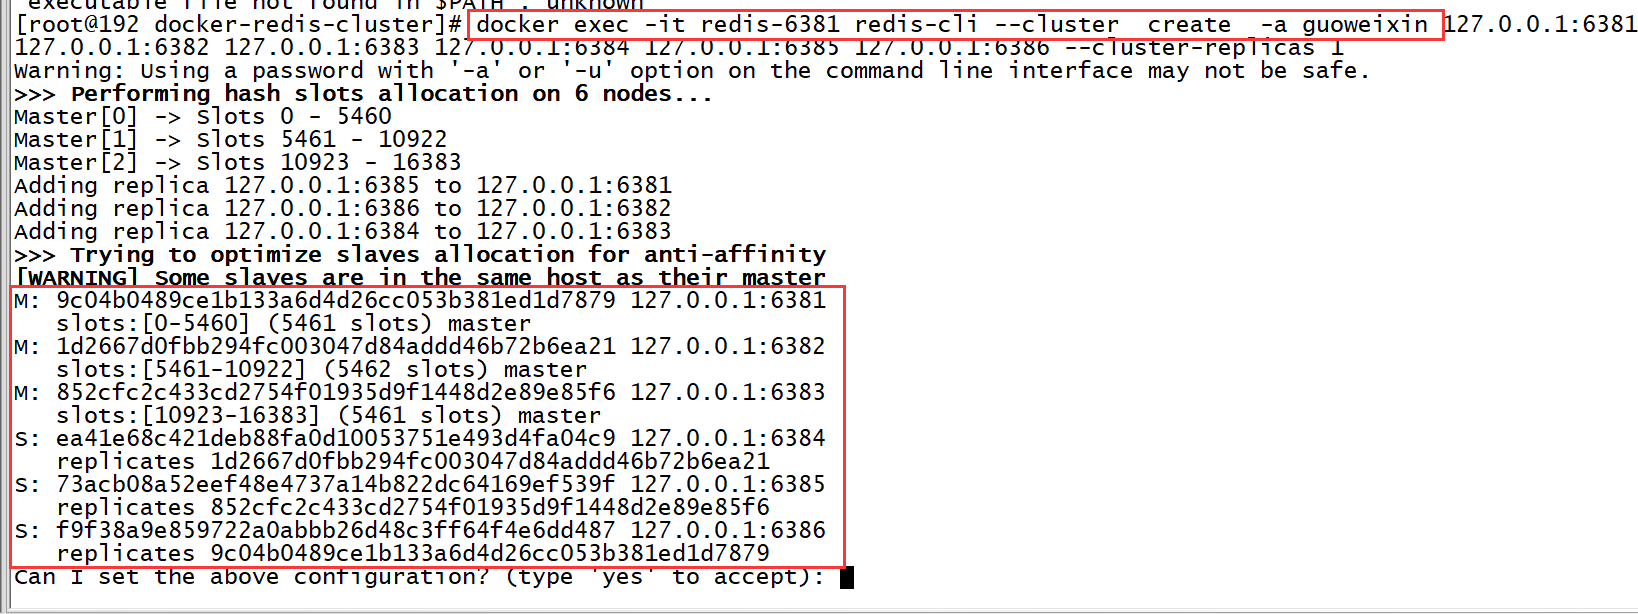 executable file not found in $PATH": unknown
[root@192 docker-redis-cluster]# docker exec -it redis-6381 redis-cli --cluster  create  -a guoweixin 127.0.0.1:6381
127.0.0.1:6382 127.0.0.1:6383 127.0.0.1:6384 127.0.0.1:6385 127.0.0.1:6386 --cluster-replicas 1
Warning: Using a password with '-a' or '-u' option on the command line interface may not be safe.
>>> Performing hash slots allocation on 6 nodes...
Master[0] -> Slots 0 - 5460
Master[1] -> Slots 5461 - 10922
Master[2] -> Slots 10923 - 16383
Adding replica 127.0.0.1:6385 to 127.0.0.1:6381
Adding replica 127.0.0.1:6386 to 127.0.0.1:6382
Adding replica 127.0.0.1:6384 to 127.0.0.1:6383
>>> Trying to optimize slaves allocation for anti-affinity
[WARNING] Some slaves are in the same host as their master
M: 9c04b0489ce1b133a6d4d26cc053b381ed1d7879 127.0.0.1:6381
   slots:[0-5460] (5461 slots) master
M: 1d2667d0fbb294fc003047d84addd46b72b6ea21 127.0.0.1:6382
   slots:[5461-10922] (5462 slots) master
M: 852cfc2c433cd2754f01935d9f1448d2e89e85f6 127.0.0.1:6383
   slots:[10923-16383] (5461 slots) master
S: ea41e68c421deb88fa0d10053751e493d4fa04c9 127.0.0.1:6384
   replicates 1d2667d0fbb294fc003047d84addd46b72b6ea21
S: 73acb08a52eef48e4737a14b822dc64169ef539f 127.0.0.1:6385
   replicates 852cfc2c433cd2754f01935d9f1448d2e89e85f6
S: f9f38a9e859722a0abbb26d48c3ff64f4e6dd487 127.0.0.1:6386
   replicates 9c04b0489ce1b133a6d4d26cc053b381ed1d7879
Can I set the above configuration? (type 'yes' to accept):